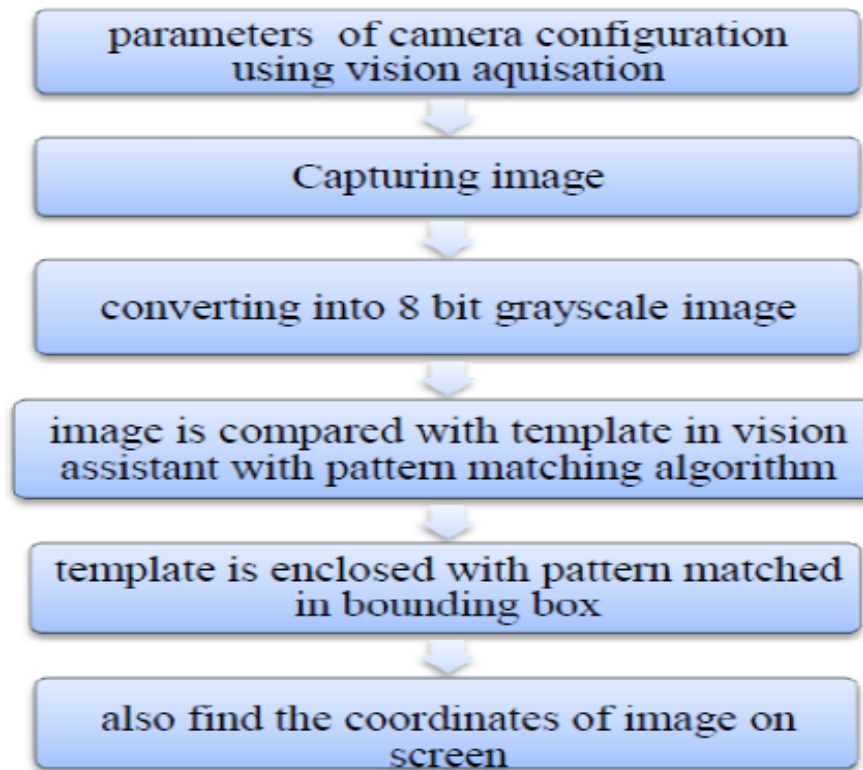 parameters of camera configuration
using vision aquisation
Capturing image
converting into 8 bit grayscale image
image is compared with template in vision
assistant with pattern matching algorithm
template is enclosed with pattern matched
in bounding box
also find the coordinates of image on
screen